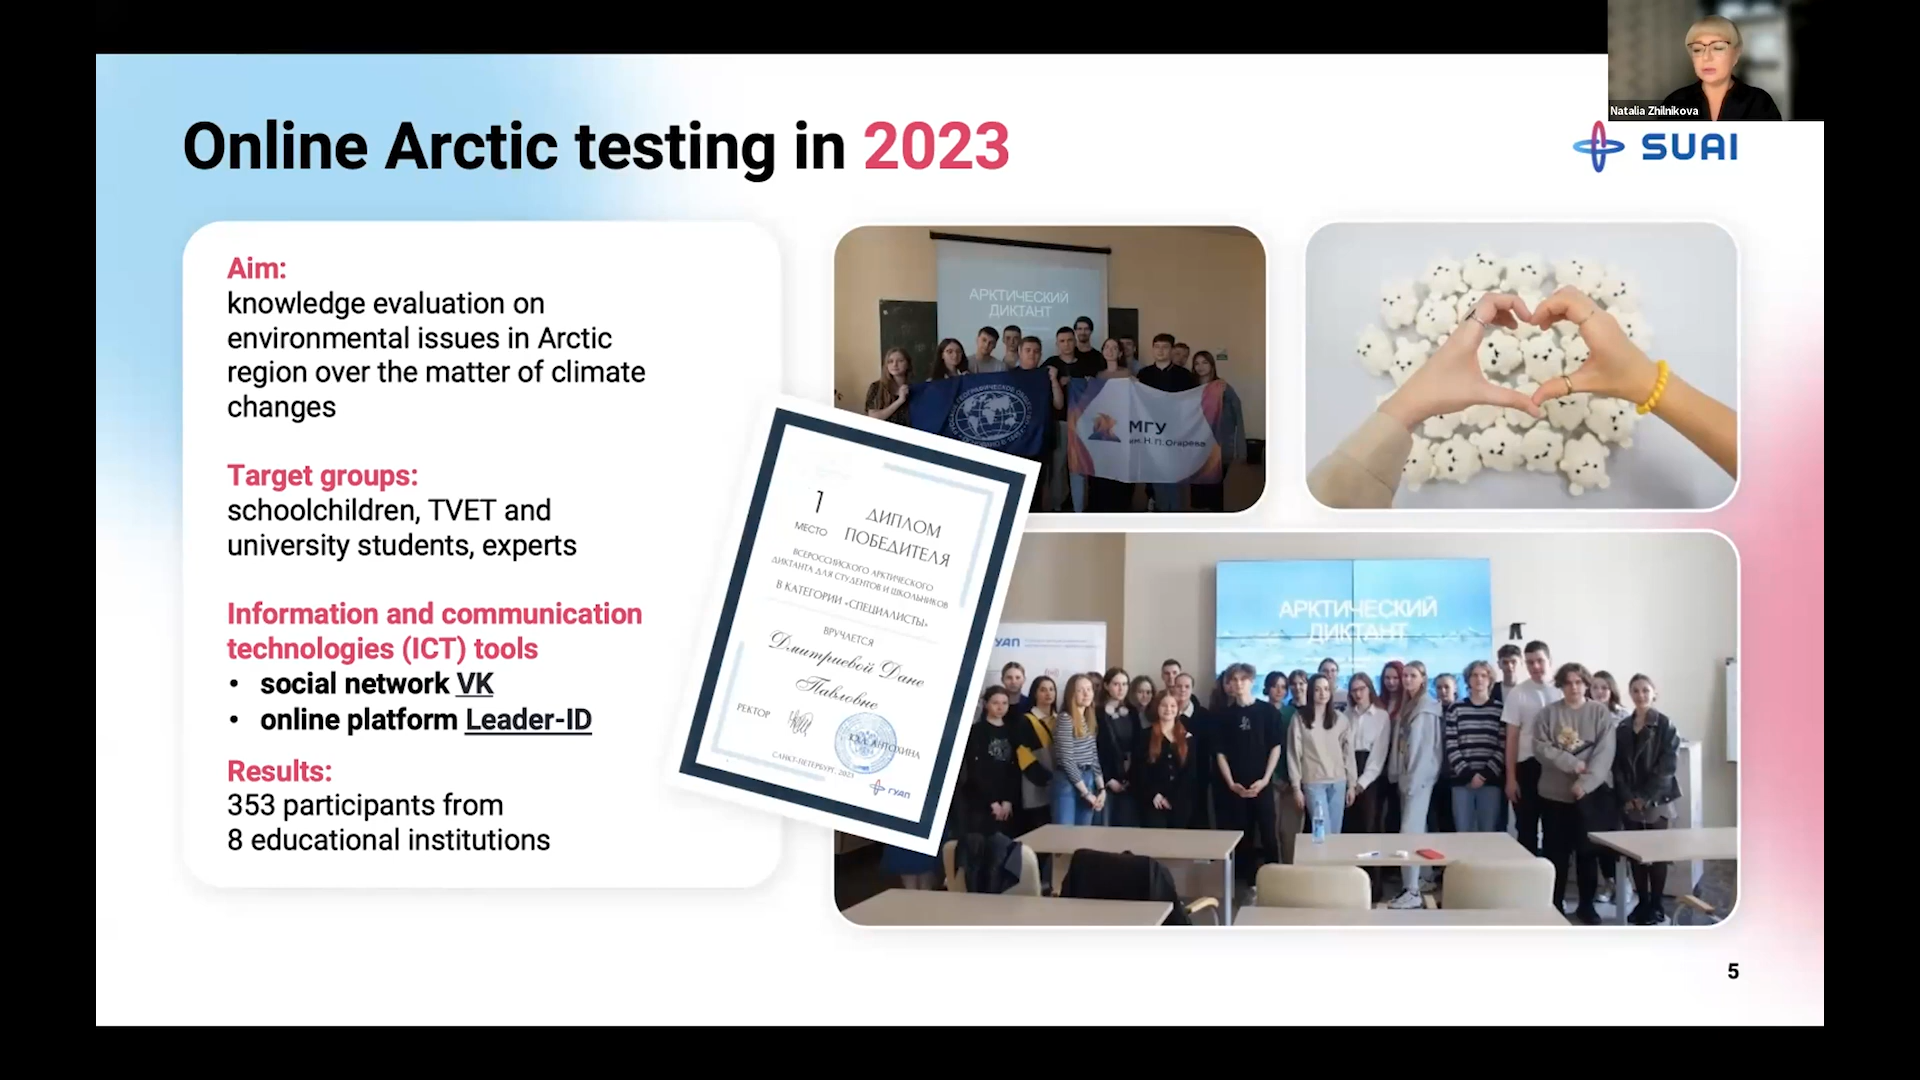 Natalia Zhilnikova
Online Arctic testing in 2023
SUAI
Aim:
knowledge evaluation on
environmental issues in Arctic
region over the matter of climate
changes
Target groups:
schoolchildren, TVET and
university students, experts
Information and communication
technologies (ICT) tools
• social network VK
• online platform Leader-ID
Results:
353 participants from
8 educational institutions
АРКТИЧЕСКИЙ
ДИКТАНТ
МГУ
им. Н. П. Огарева
1
МЕСТО
ДИПЛОМ
ПОБЕДИТЕЛЯ
ВСЕРОССИЙСКОГО АРКТИЧЕСКОГО
ДИКТАНТА ДЛЯ СТУДЕНТОВ И ШКОЛЬНИКОВ
В КАТЕГОРИИ «СПЕЦИАЛИСТЫ»
ВРУЧАЕТСЯ
Дмитриевой Дане
Павловне
РЕКТОР
АНТОХИНА
САНКТ-ПЕТЕРБУРГ, 2023
ГУАП
ГУАП
АРКТИЧЕСКИЙ
ДИКТАНТ
5